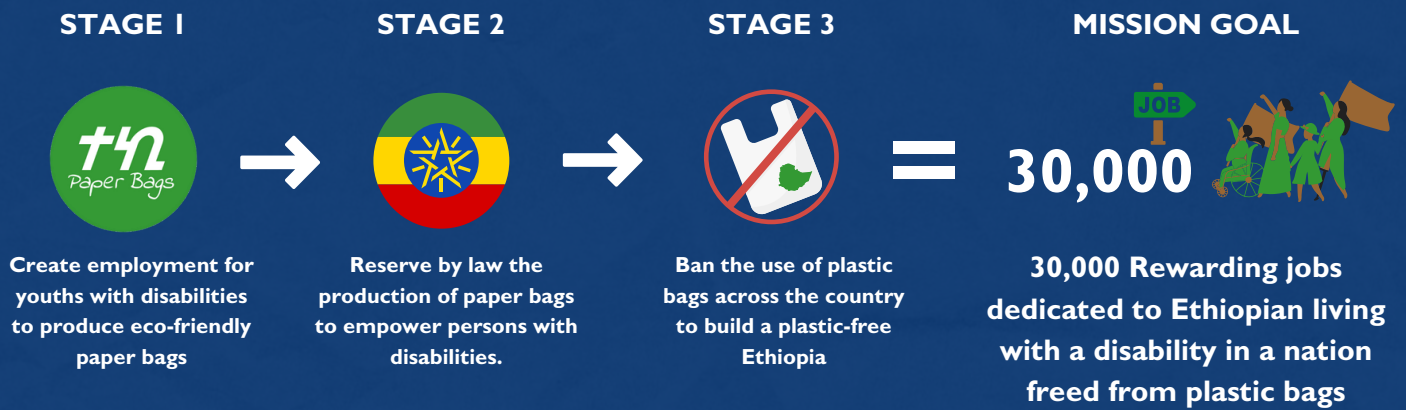 STAGE 1
STAGE 2
STAGE 3
MISSION GOAL
ተስ
Paper Bags
JOB
30,000
Create employment for
youths with disabilities
to produce eco-friendly
paper bags
Reserve by law the
production of paper bags
to empower persons with
disabilities.
Ban the use of plastic
bags across the country
to build a plastic-free
Ethiopia
30,000 Rewarding jobs
dedicated to Ethiopian living
with a disability in a nation
freed from plastic bags